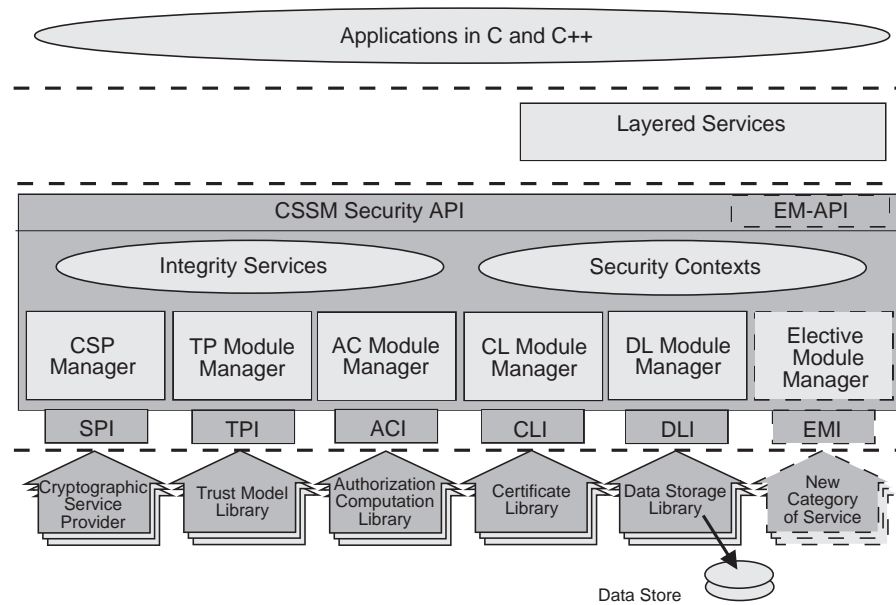 Applications in C and C++
Layered Services
CSSM Security API
EM-API
Integrity Services
Security Contexts
CSP
Manager
TP Module
Manager
AC Module
Manager
CL Module
Manager
DL Module
Manager
Elective
Module
Manager
SPI
TPI
ACI
CLI
DLI
EMI
Cryptographic
Service
Provider
Trust Model
Library
Authorization
Computation
Library
Certificate
Library
Data Storage
Library
New
Category
of Service
Data Store